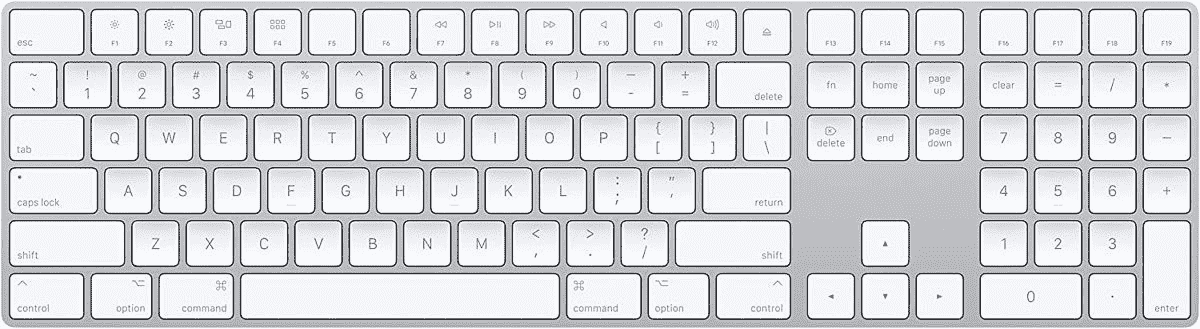 esc F1 F2 F3 F4 F5 F6 F7 F8 F9 F10 F11 F12 F13 F14 F15 F16 F17 F18 F19
~ ! @ # $ % ^ & * ( ) — +
` 1 2 3 4 5 6 7 8 9 0 - = delete fn home page up clear = / *
tab Q W E R T Y U I O P { [ } ] | \ delete end page down 7 8 9 —
caps lock A S D F G H J K L : ; " ' return 4 5 6 +
shift Z X C V B N M < , > . ? / shift 1 2 3
control option command command option control 0 . enter